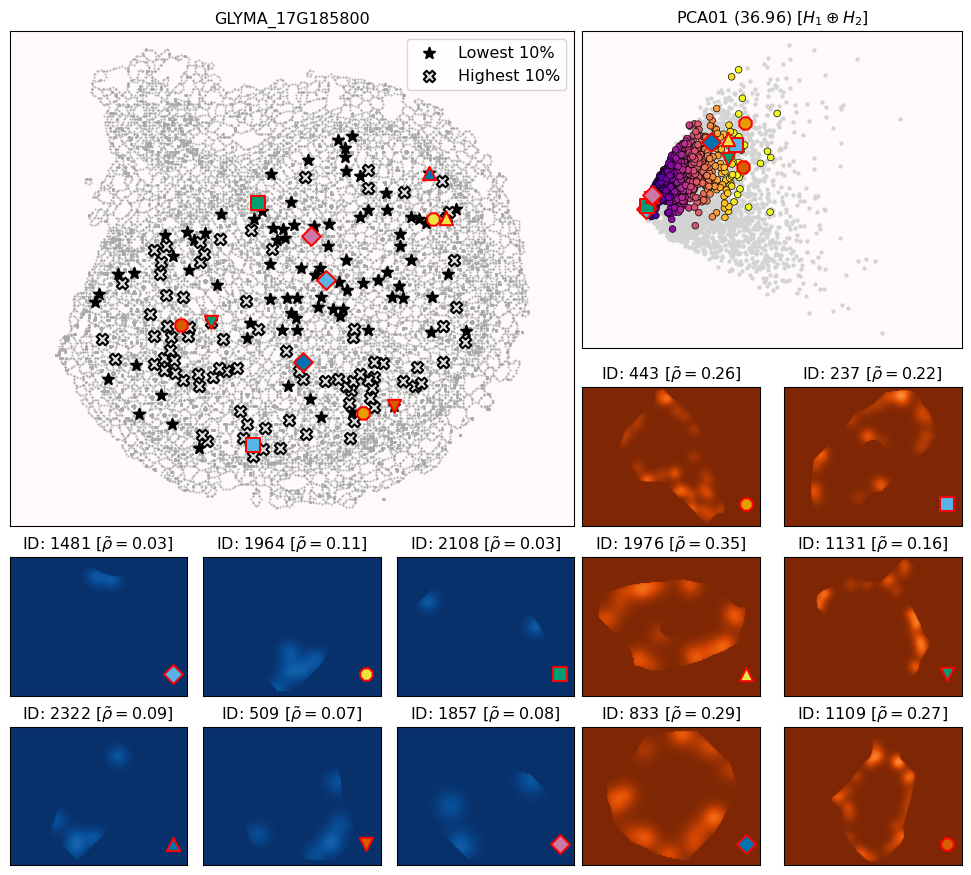 GLYMA_17G185800
PCA01 (36.96) [$H_1 \oplus H_2$]
Lowest 10%
Highest 10%
ID: 443 [$\tilde{\rho} = 0.26$]
ID: 237 [$\tilde{\rho} = 0.22$]
ID: 1481 [$\tilde{\rho} = 0.03$]
ID: 1964 [$\tilde{\rho} = 0.11$]
ID: 2108 [$\tilde{\rho} = 0.03$]
ID: 1976 [$\tilde{\rho} = 0.35$]
ID: 1131 [$\tilde{\rho} = 0.16$]
ID: 2322 [$\tilde{\rho} = 0.09$]
ID: 509 [$\tilde{\rho} = 0.07$]
ID: 1857 [$\tilde{\rho} = 0.08$]
ID: 833 [$\tilde{\rho} = 0.29$]
ID: 1109 [$\tilde{\rho} = 0.27$]